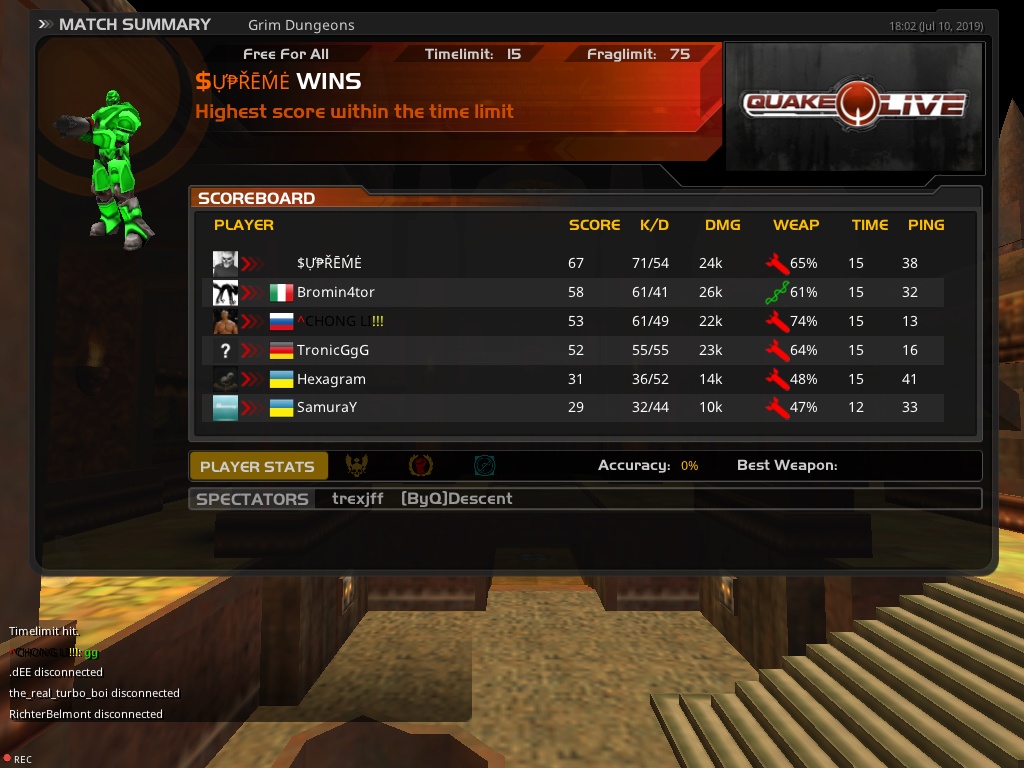 MATCH SUMMARY Grim Dungeons 18:02 (Jul 10, 2019)
Free For All Timelimit: 15 Fraglimit: 75
$ỤᵽŘĒḾĖ WINS
Highest score within the time limit
QUAKE LIVE
SCOREBOARD
PLAYER SCORE K/D DMG WEAP TIME PING
$ỤᵽŘĒḾĖ 67 71/54 24k 65% 15 38
Bromin4tor 58 61/41 26k 61% 15 32
^CHONG LI!!! 53 61/49 22k 74% 15 13
? TronicGgG 52 55/55 23k 64% 15 16
Hexagram 31 36/52 14k 48% 15 41
SamuraY 29 32/44 10k 47% 12 33
PLAYER STATS Accuracy: 0% Best Weapon:
SPECTATORS trexjff [ByQ]Descent
Timelimit hit.
^CHONG LI!!!: gg
.dEE disconnected
the_real_turbo_boi disconnected
RichterBelmont disconnected
REC